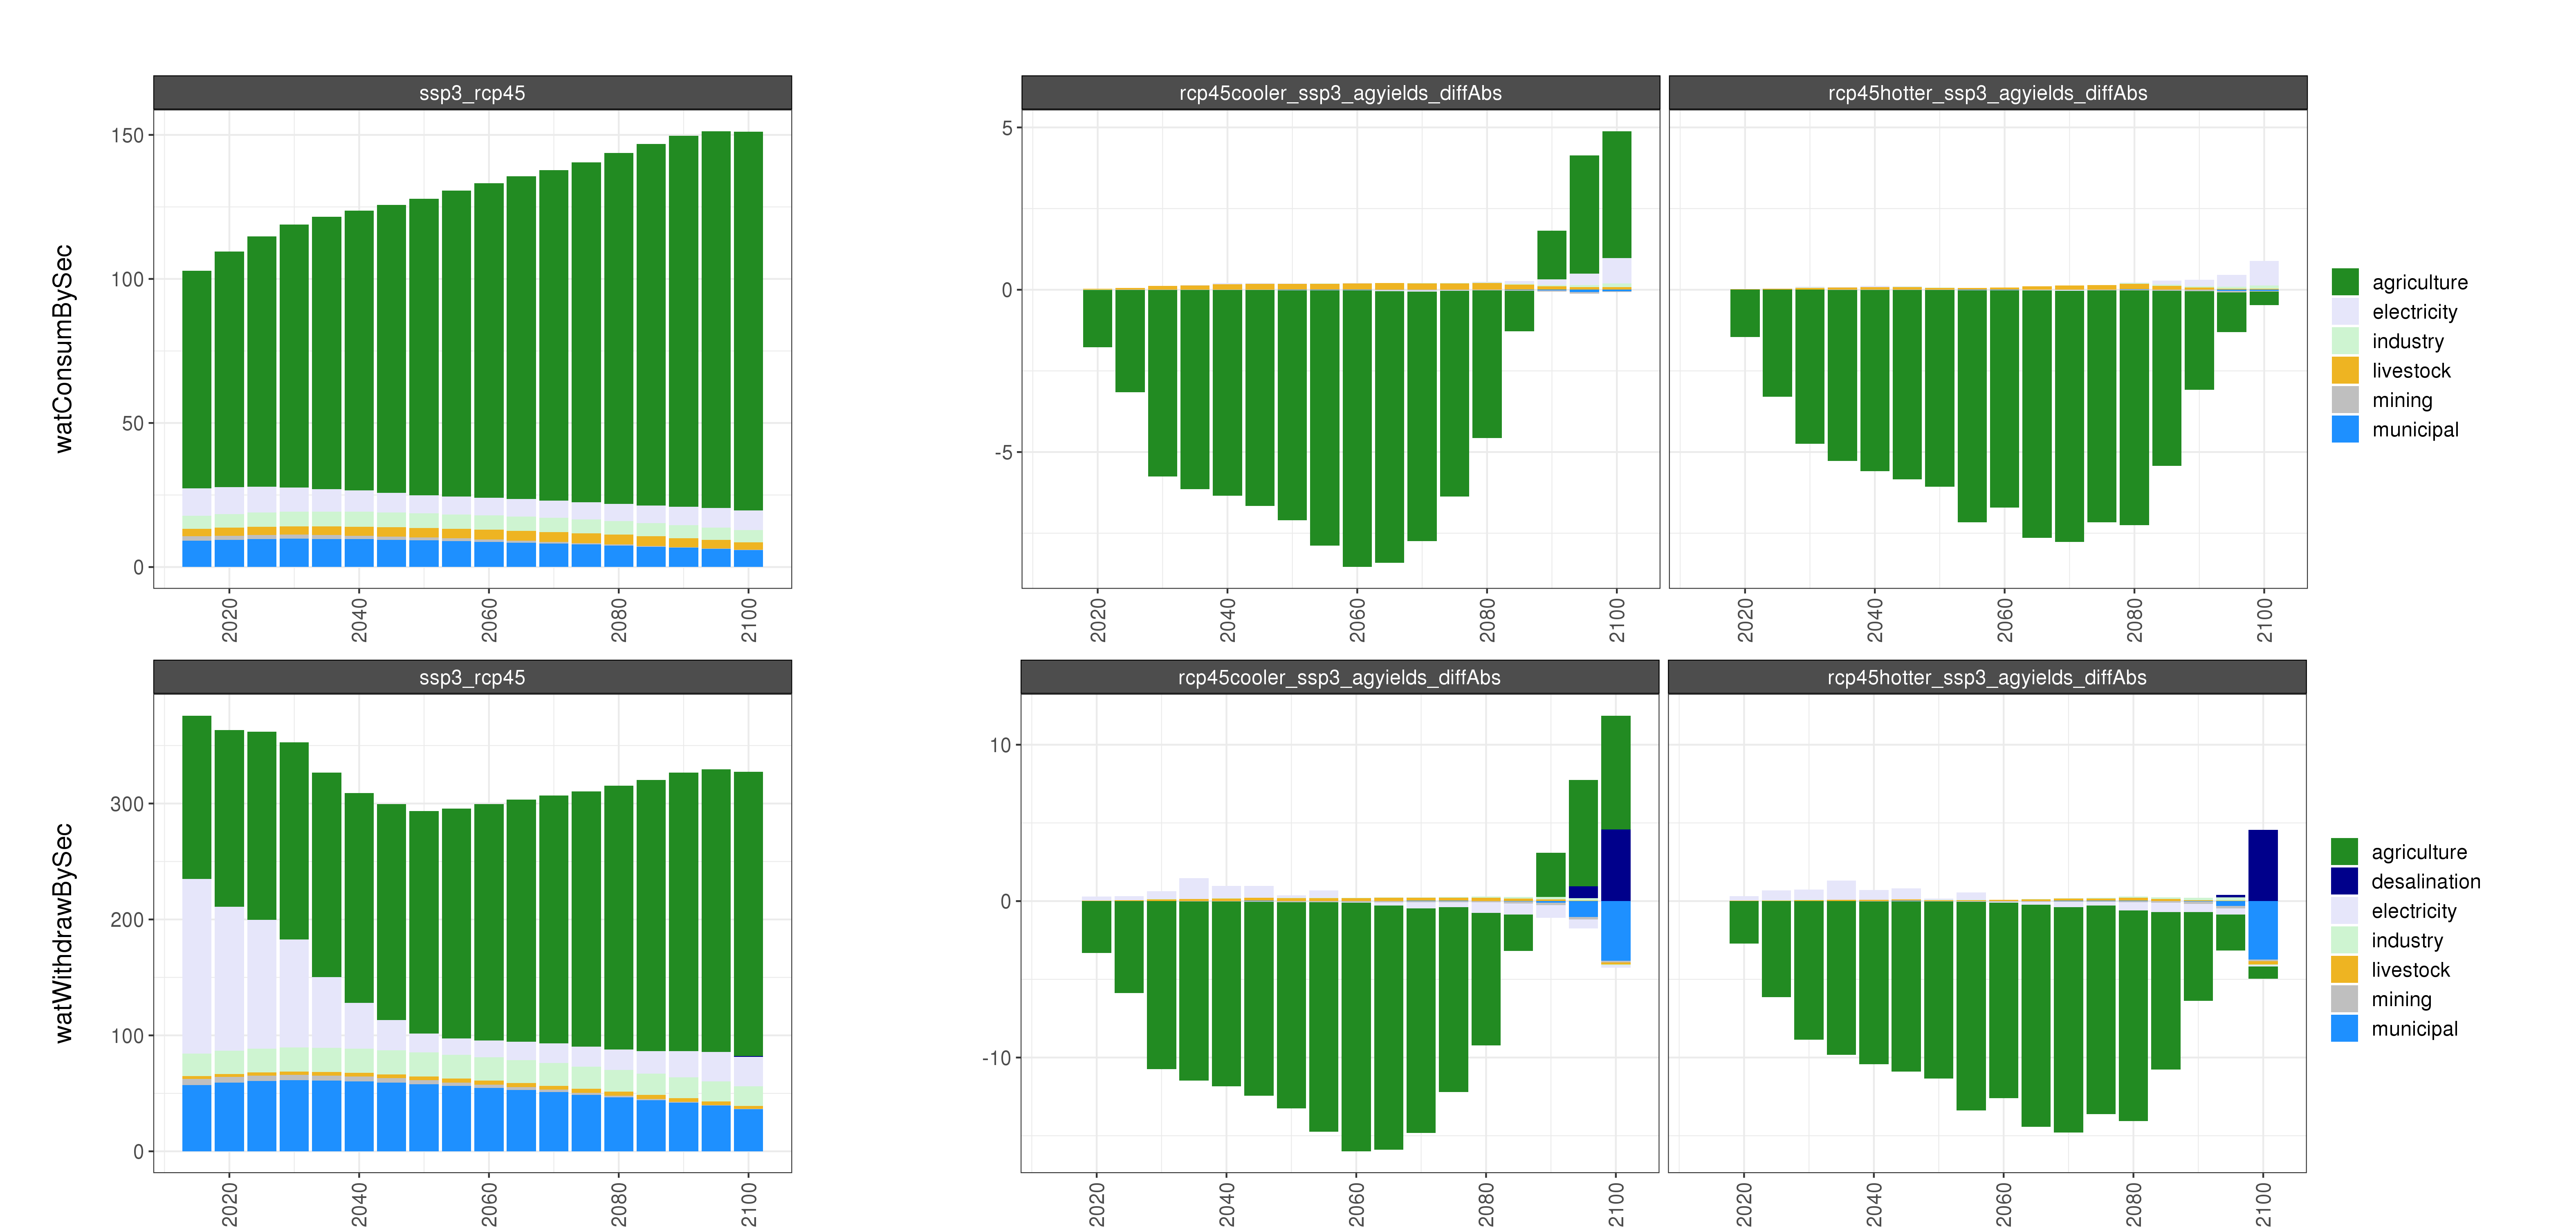 ssp3_rcp45
rcp45cooler_ssp3_agyields_diffAbs
rcp45hotter_ssp3_agyields_diffAbs
watConsumBySec
150
100
50
0
5
0
-5
2020
2040
2060
2080
2100
2020
2040
2060
2080
2100
2020
2040
2060
2080
2100
agriculture
electricity
industry
livestock
mining
municipal
ssp3_rcp45
rcp45cooler_ssp3_agyields_diffAbs
rcp45hotter_ssp3_agyields_diffAbs
watWithdrawBySec
300
200
100
0
10
0
-10
2020
2040
2060
2080
2100
2020
2040
2060
2080
2100
2020
2040
2060
2080
2100
agriculture
desalination
electricity
industry
livestock
mining
municipal